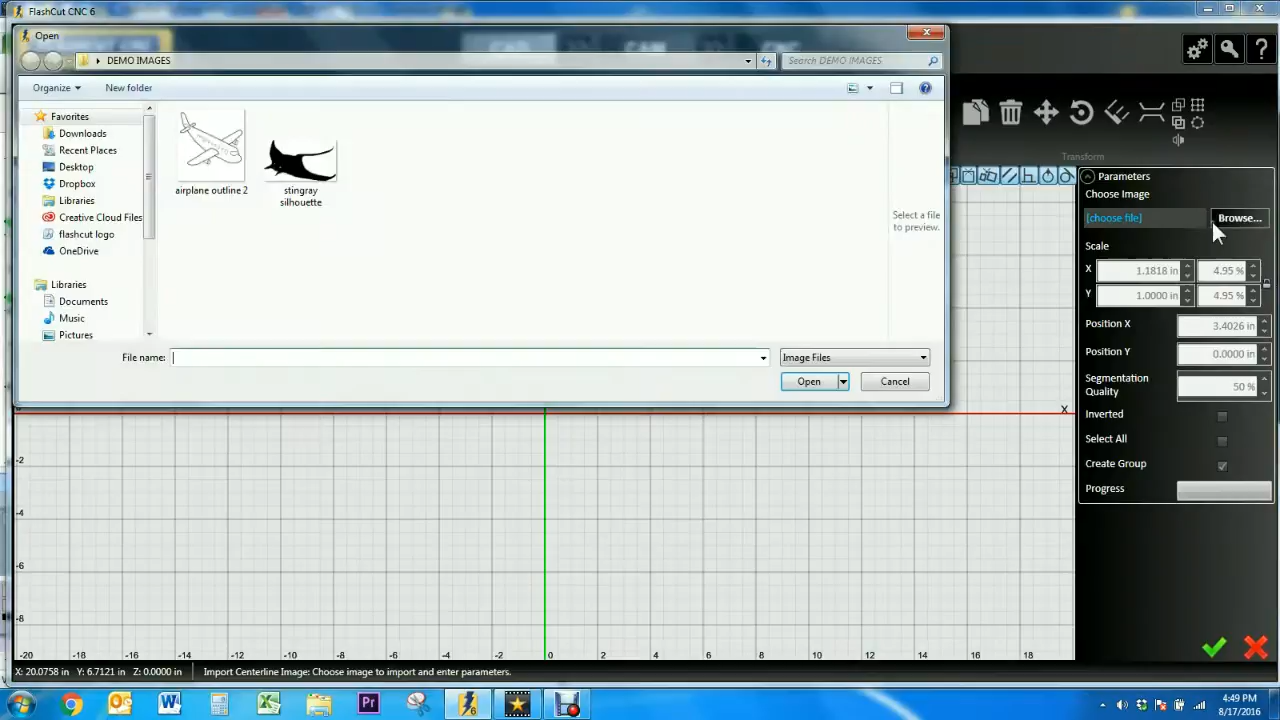 FlashCut CNC 6
Open
DEMO IMAGES
Search DEMO IMAGES
Organize
New folder
Favorites
Downloads
Recent Places
Desktop
Dropbox
Libraries
Creative Cloud Files
flashcut logo
OneDrive
Libraries
Documents
Music
Pictures
airplane outline 2
stingray
silhouette
Select a file
to preview.
File name:
Image Files
Open
Cancel
Transform
Parameters
Choose Image
[choose file]
Browse...
Scale
X
1.1818 in
4.95 %
Y
1.0000 in
4.95 %
Position X
3.4026 in
Position Y
0.0000 in
Segmentation
Quality
50 %
Inverted
Select All
Create Group
Progress
X
-2
-4
-6
-8
-20 -18 -16 -14 -12 -10 -8 -6 -4 -2 0 2 4 6 8 10 12 14 16 18
X: 20.0758 in Y: 6.7121 in Z: 0.0000 in
Import Centerline Image: Choose image to import and enter parameters.
Pr
6
4:49 PM
8/17/2016